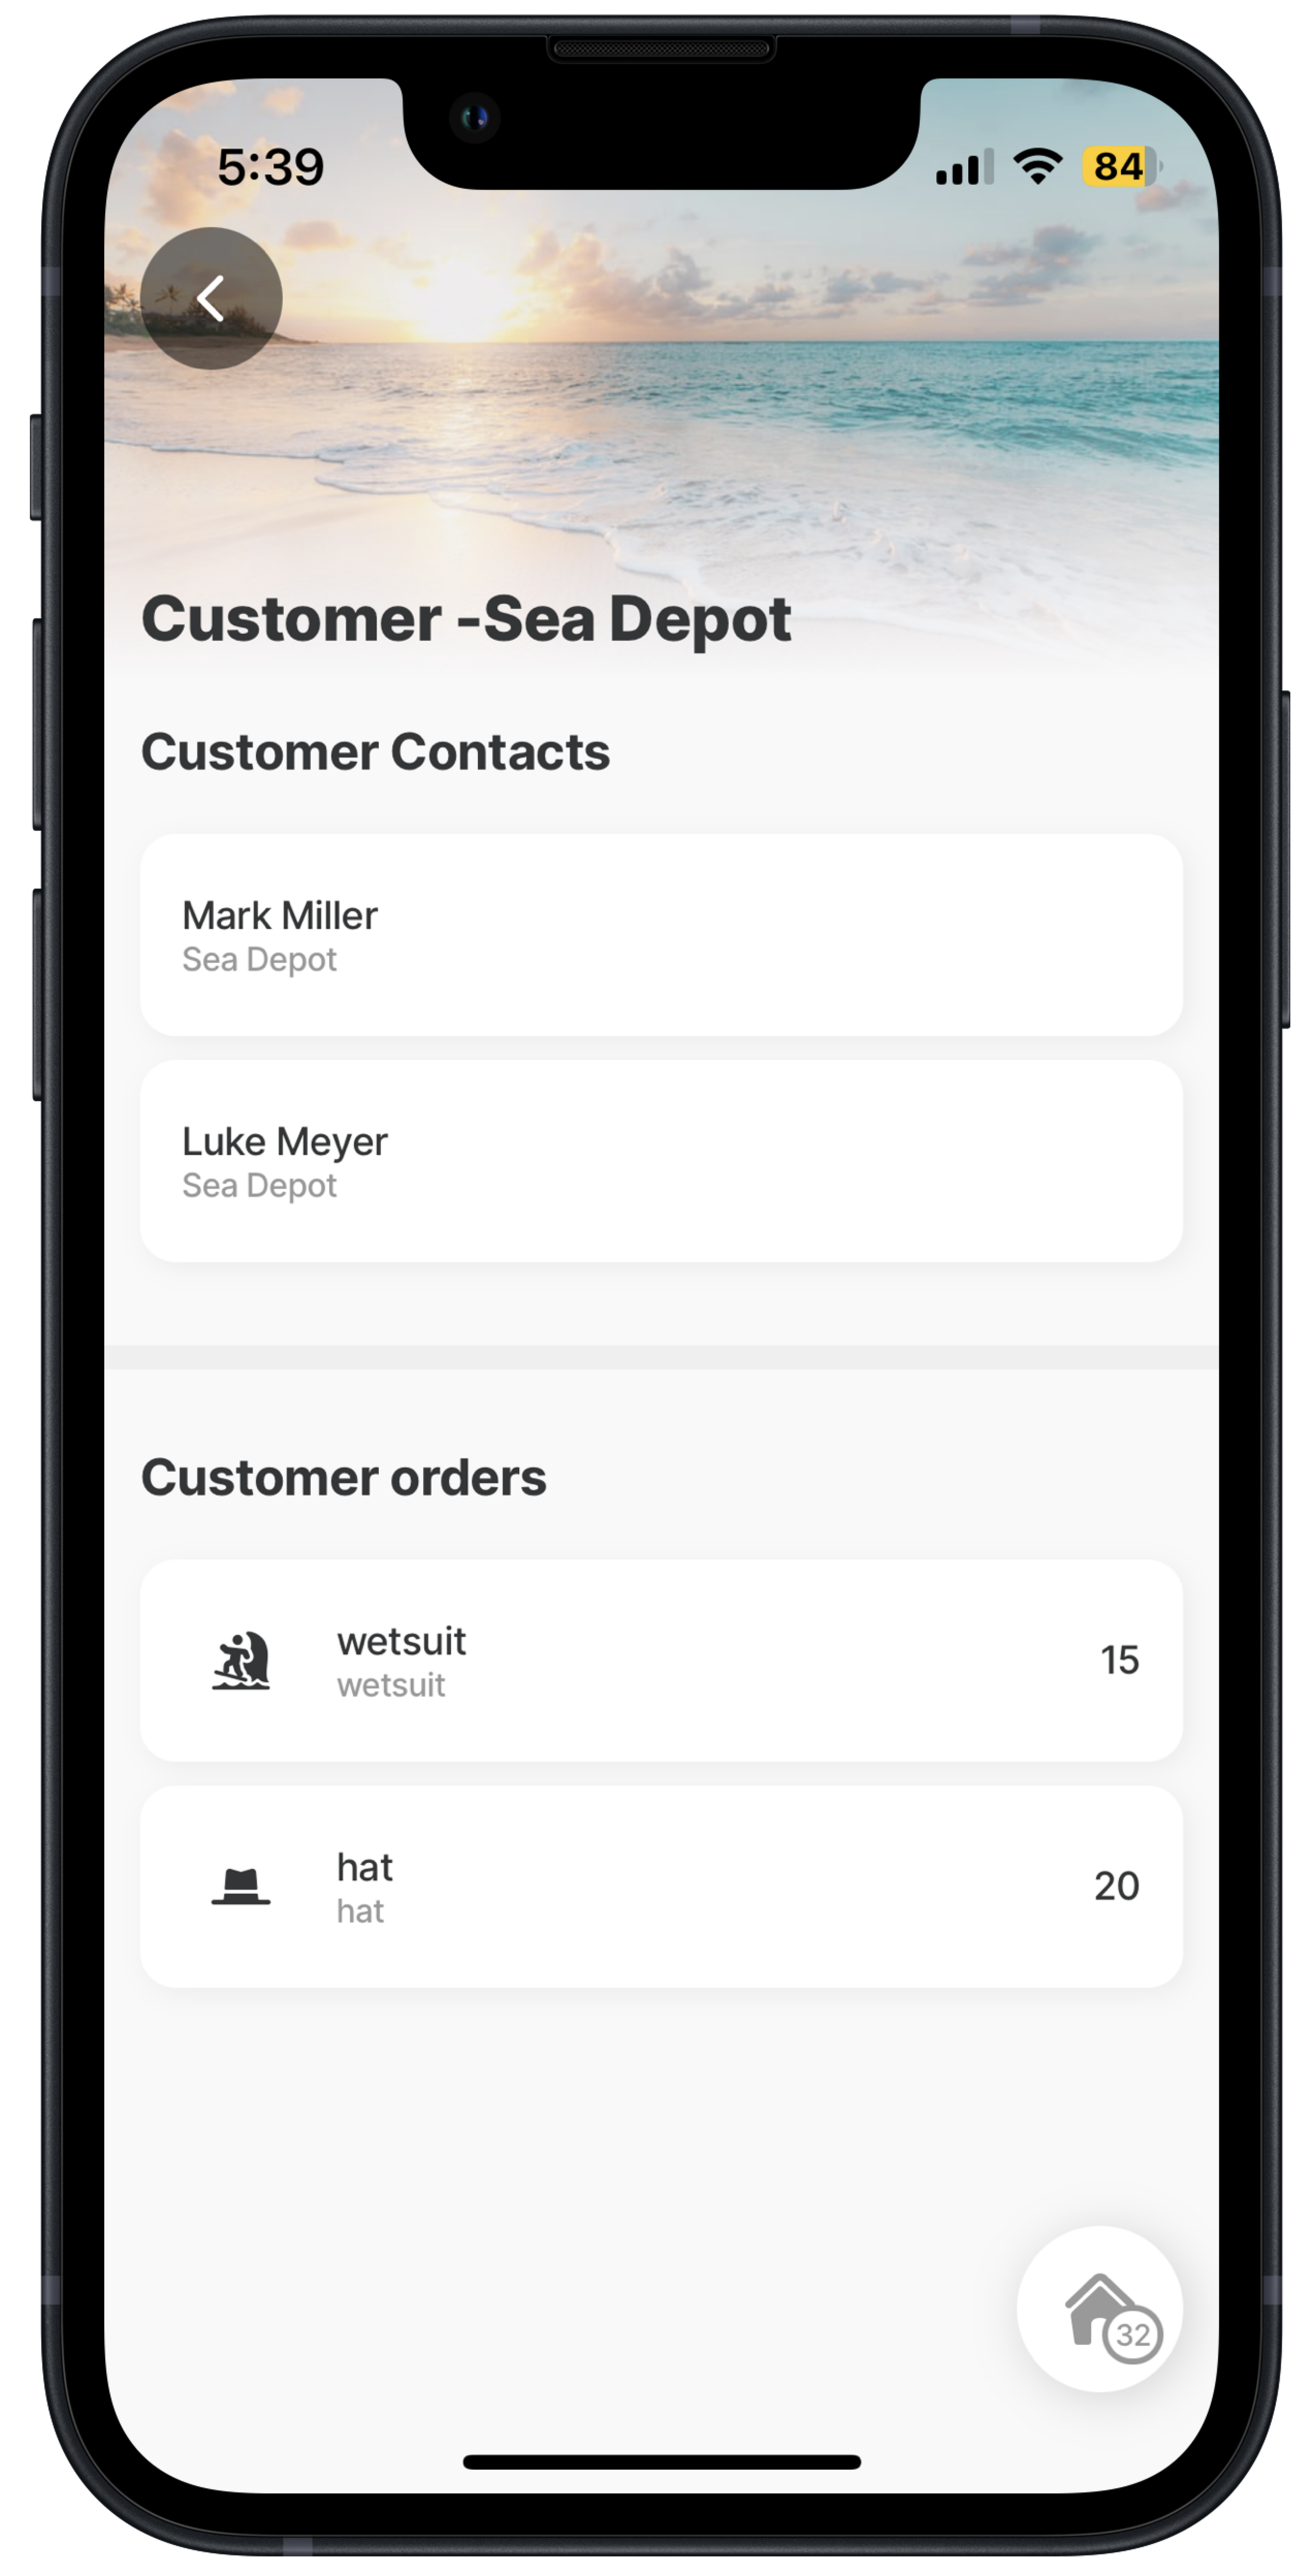 5:39
84
Customer -Sea Depot
Customer Contacts
Mark Miller
Sea Depot
Luke Meyer
Sea Depot
Customer orders
wetsuit
wetsuit
15
hat
hat
20
32